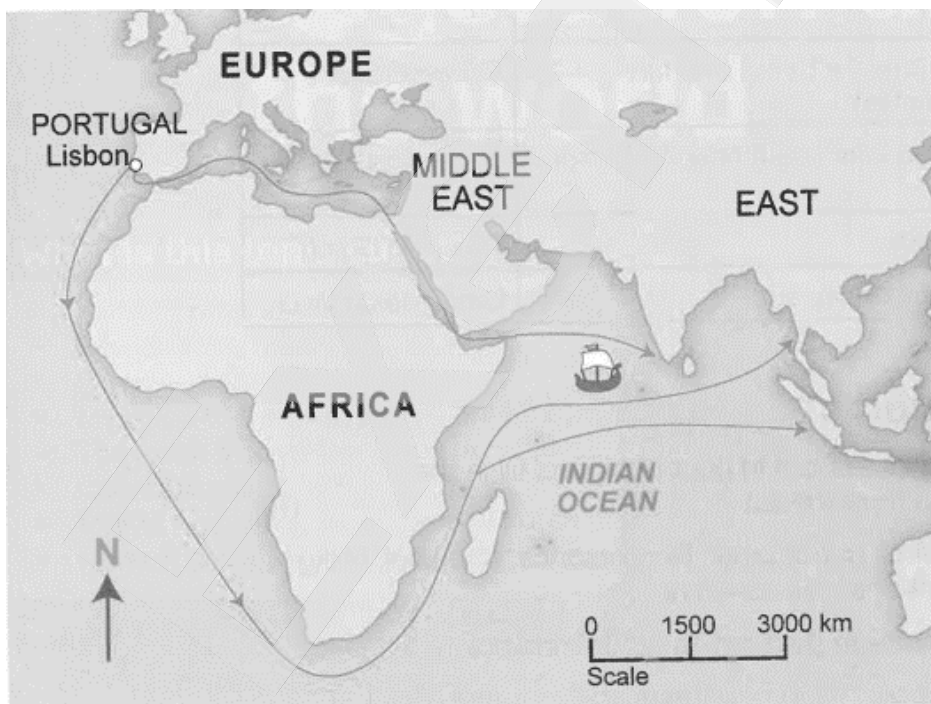 EUROPE
PORTUGAL
Lisbon
MIDDLE
EAST
EAST
AFRICA
INDIAN
OCEAN
N
0 1500 3000 km
Scale